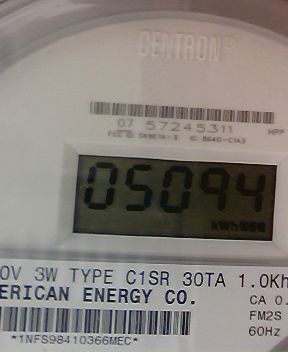 CENTRON®
07 57245311 HPP
05094
kWh
0V 3W TYPE C1SR 30TA 1.0Kh
ERICAN ENERGY CO.
CA 0.
FM2S
60Hz
*1NFS98410366MEC*